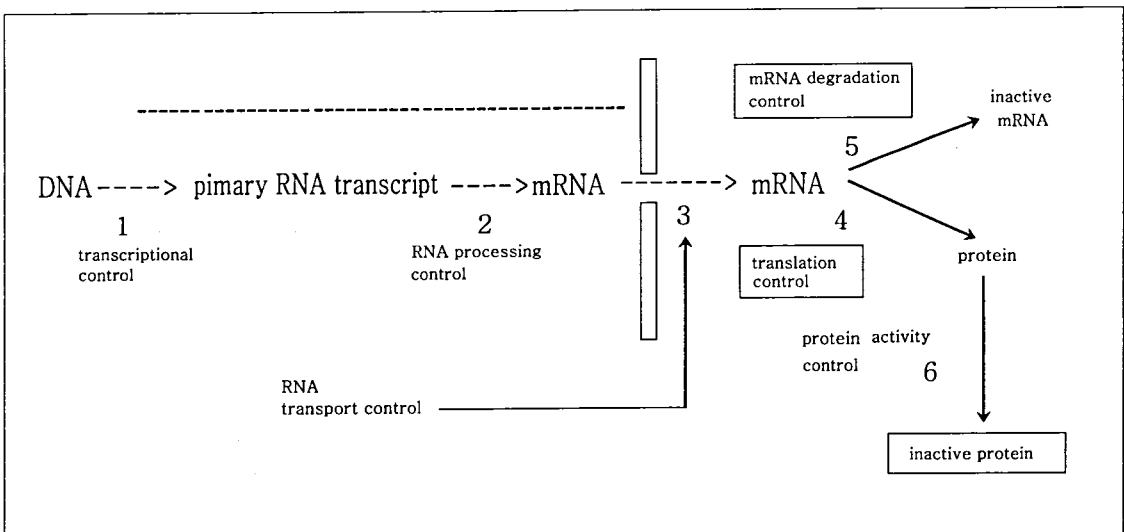 mRNA degradation
control
inactive
mRNA
5
DNA ----> pimary RNA transcript ----> mRNA ------> mRNA
1
2
3
4
transcriptional
control
RNA processing
control
translation
control
protein
protein activity
control
6
RNA
transport control
inactive protein